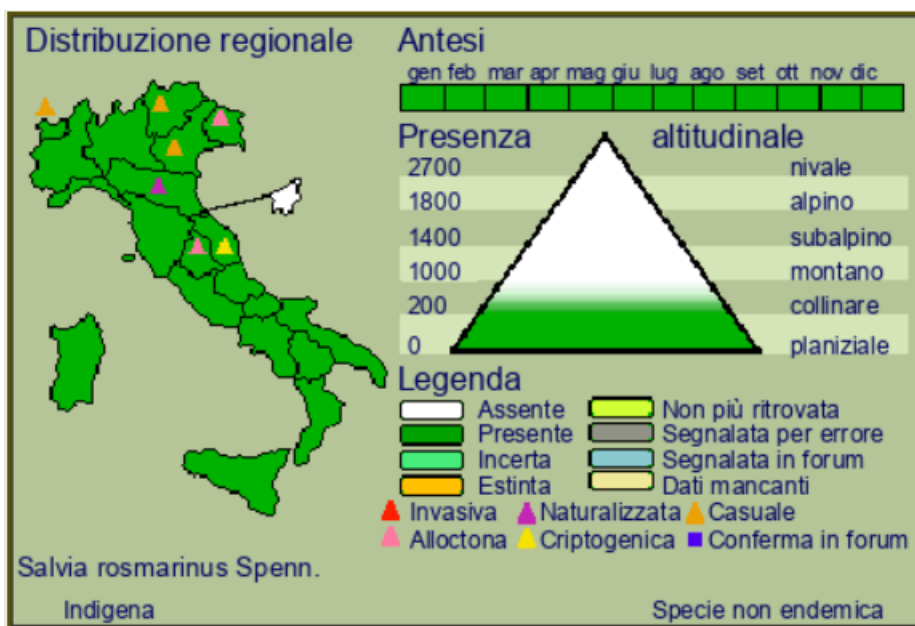 Distribuzione regionale
Antesi
gen feb mar apr mag giu lug ago set ott nov dic
Presenza altitudinale
2700 nivale
1800 alpino
1400 subalpino
1000 montano
200 collinare
0 planiziale
Legenda
Assente Non più ritrovata
Presente Segnalata per errore
Incerta Segnalata in forum
Estinta Dati mancanti
Invasiva Naturalizzata Casuale
Alloctona Criptogenica Conferma in forum
Salvia rosmarinus Spenn.
Indigena Specie non endemica